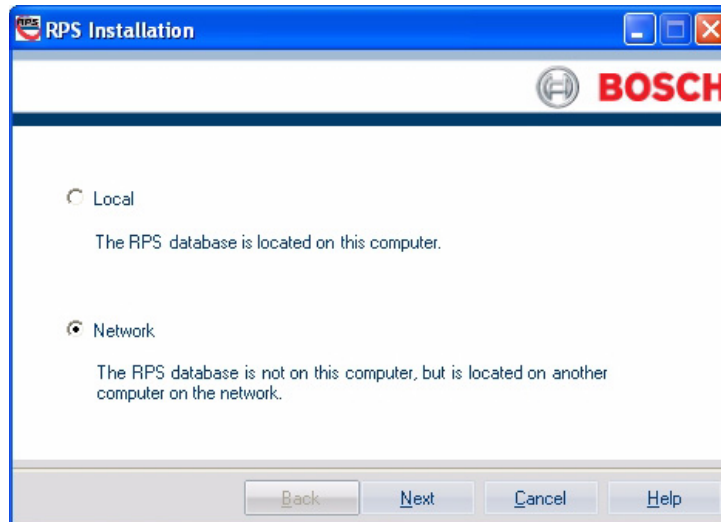 RPS RPS Installation
BOSCH
Local
The RPS database is located on this computer.
Network
The RPS database is not on this computer, but is located on another
computer on the network.
Back Next Cancel Help